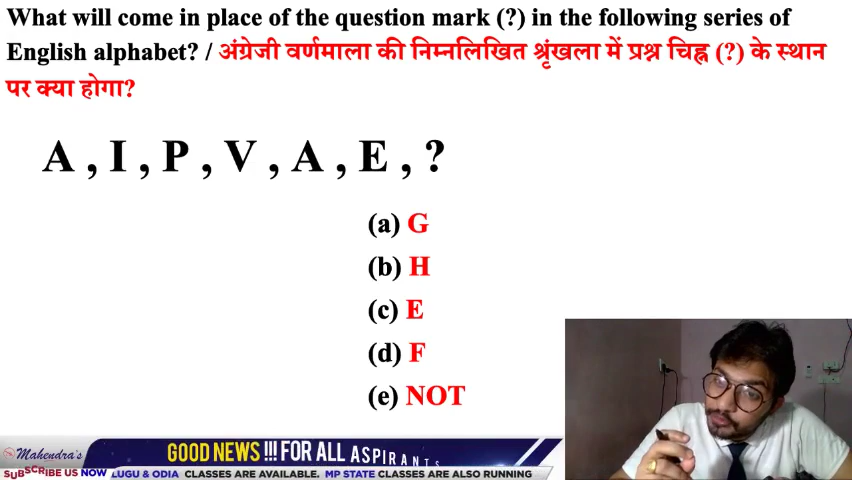 What will come in place of the question mark (?) in the following series of
English alphabet? / अंग्रेजी वर्णमाला की निम्नलिखित श्रृंखला में प्रश्न चिह्न (?) के स्थान
पर क्या होगा?
A , I , P , V , A , E , ?
(a) G
(b) H
(c) E
(d) F
(e) NOT
Mahendra's
GOOD NEWS !!! FOR ALL ASPIRANTS
SUBSCRIBE US NOW
LUGU & ODIA CLASSES ARE AVAILABLE. MP STATE CLASSES ARE ALSO RUNNING